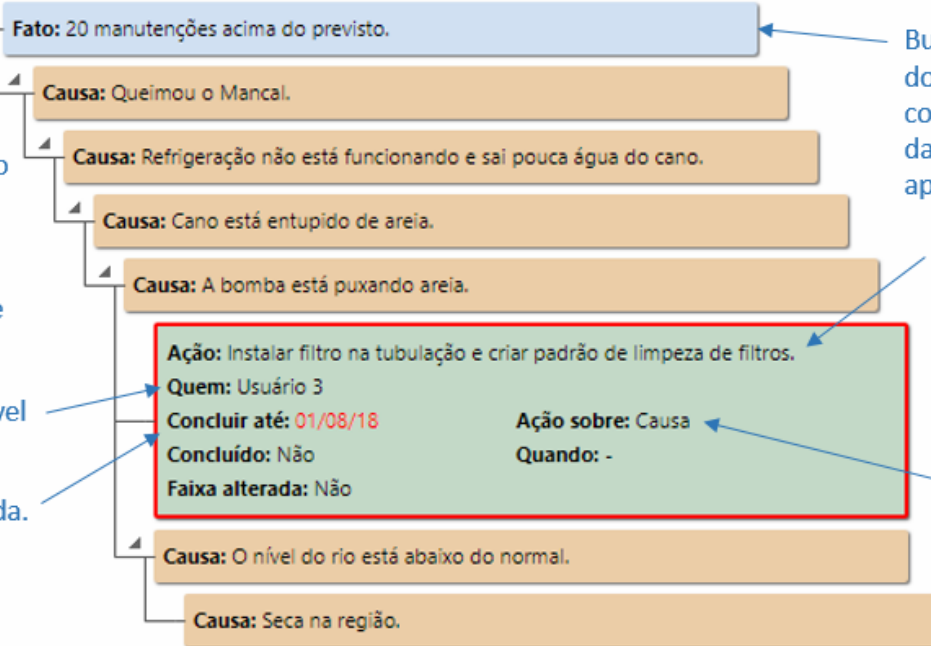 Fato: 20 manutenções acima do previsto.
Causa: Queimou o Mancal.
Causa: Refrigeração não está funcionando e sai pouca água do cano.
Causa: Cano está entupido de areia.
Causa: A bomba está puxando areia.
Ação: Instalar filtro na tubulação e criar padrão de limpeza de filtros.
Quem: Usuário 3
Concluir até: 01/08/18 Ação sobre: Causa
Concluído: Não Quando: -
Faixa alterada: Não
Causa: O nível do rio está abaixo do normal.
Causa: Seca na região.